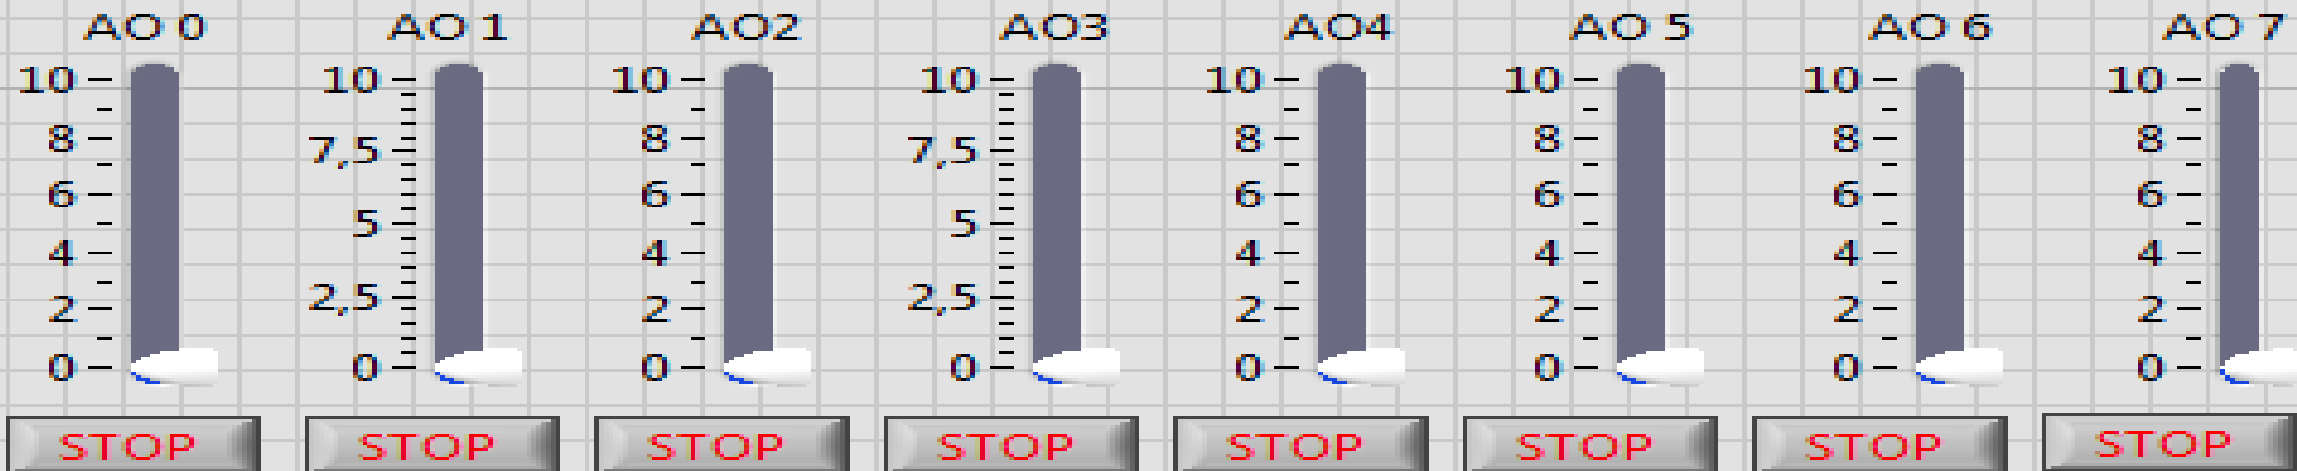 AO 0 AO 1 AO2 AO3 AO4 AO 5 AO 6 AO 7
10 10 10 10 10 10 10 10
8 7,5 8 7,5 8 8 8 8
6 5 6 5 6 6 6 6
4 2,5 4 2,5 4 4 4 4
2 2 2 2 2 2
0 0 0 0 0 0 0 0
STOP STOP STOP STOP STOP STOP STOP STOP